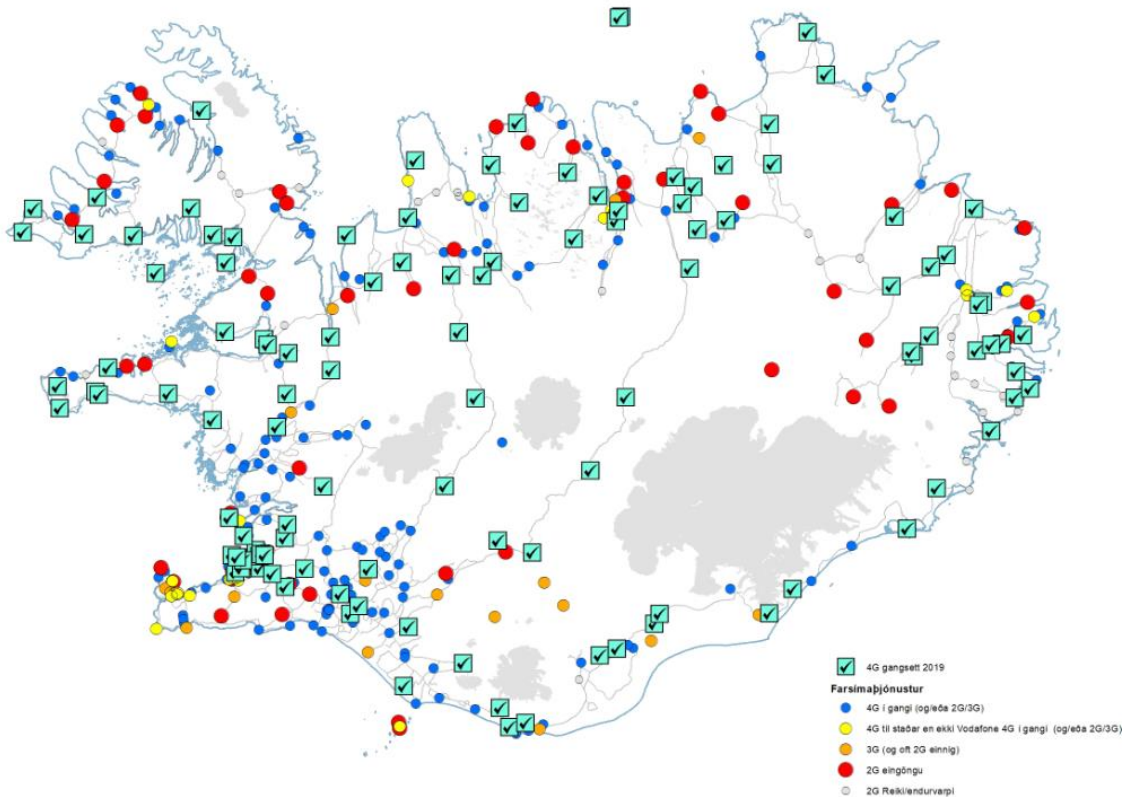 4G gangsett 2019
Farsímaþjónustur
4G í gangi (og/eða 2G/3G)
4G til staðar en ekki Vodafone 4G í gangi (og/eða 2G/3G)
3G (og oft 2G einnig)
2G eingöngu
2G Reiki/endurvarpi